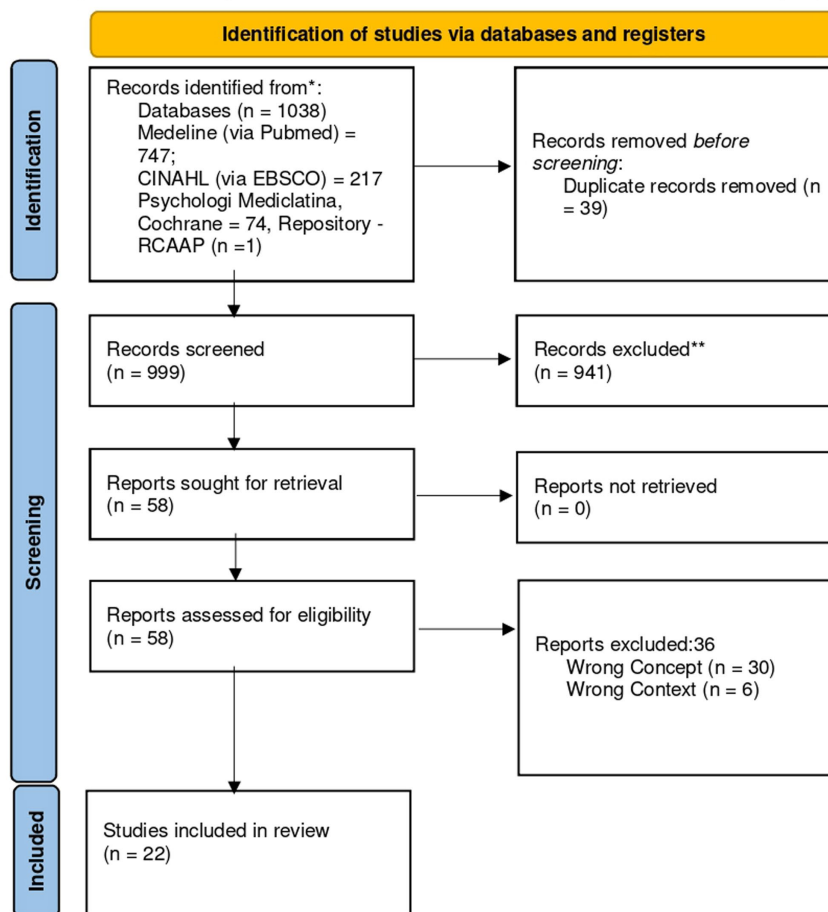 Identification of studies via databases and registers
Identification
Records identified from*:
Databases (n = 1038)
Medeline (via Pubmed) =
747;
CINAHL (via EBSCO) = 217
Psychologi Mediclatina,
Cochrane = 74, Repository -
RCAAP (n =1)
Records removed before
screening:
Duplicate records removed (n
= 39)
Screening
Records screened
(n = 999)
Records excluded**
(n = 941)
Reports sought for retrieval
(n = 58)
Reports not retrieved
(n = 0)
Reports assessed for eligibility
(n = 58)
Reports excluded:36
Wrong Concept (n = 30)
Wrong Context (n = 6)
Included
Studies included in review
(n = 22)